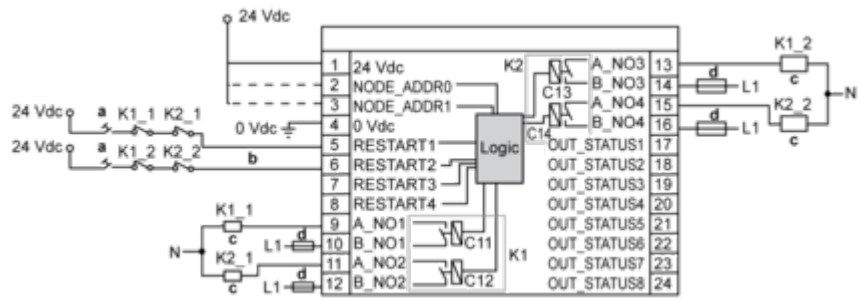 24 Vdc
1 24 Vdc
2 NODE_ADDR0
3 NODE_ADDR1
4 0 Vdc
0 Vdc
5 RESTART1
6 RESTART2
7 RESTART3
8 RESTART4
9 A_NO1
10 B_NO1
11 A_NO2
12 B_NO2
24 Vdc a K1_1 K2_1
24 Vdc a K1_2 K2_2
b
K1_1
c
d
L1
N
K2_1
c
d
L1
Logic
K2
C13
C14
C11
K1
C12
A_NO3 13
B_NO3 14
A_NO4 15
B_NO4 16
OUT_STATUS1 17
OUT_STATUS2 18
OUT_STATUS3 19
OUT_STATUS4 20
OUT_STATUS5 21
OUT_STATUS6 22
OUT_STATUS7 23
OUT_STATUS8 24
K1_2
c
d
L1
N
K2_2
c
d
L1